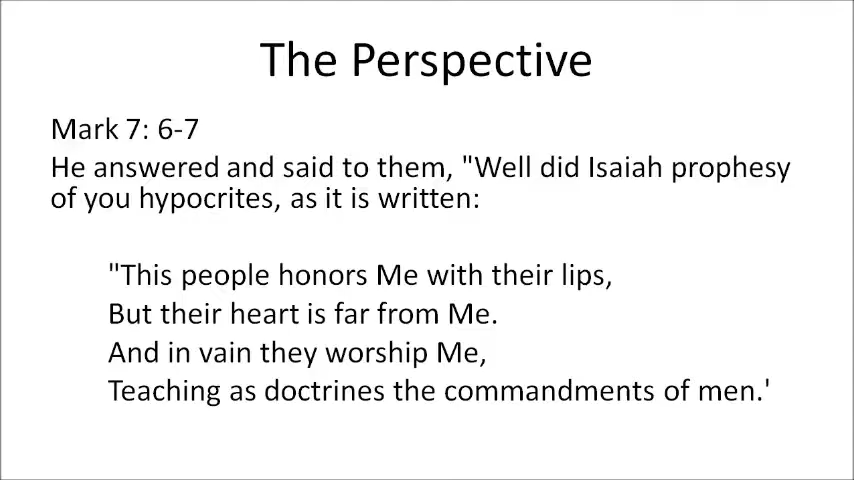 The Perspective
Mark 7: 6-7
He answered and said to them, "Well did Isaiah prophesy
of you hypocrites, as it is written:
"This people honors Me with their lips,
But their heart is far from Me.
And in vain they worship Me,
Teaching as doctrines the commandments of men.'